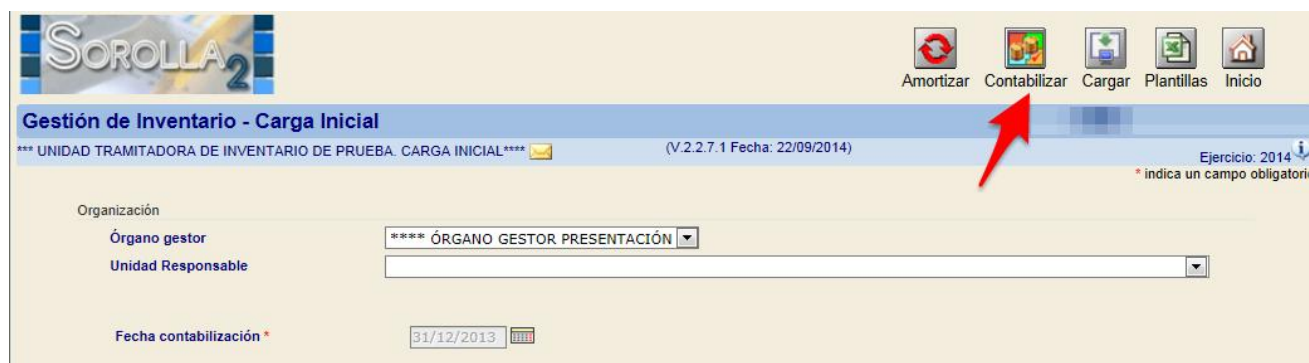 SOROLLA2
Amortizar Contabilizar Cargar Plantillas Inicio
Gestión de Inventario - Carga Inicial
*** UNIDAD TRAMITADORA DE INVENTARIO DE PRUEBA. CARGA INICIAL**** (V.2.2.7.1 Fecha: 22/09/2014) Ejercicio: 2014
* indica un campo obligatori
Organización
Órgano gestor **** ÓRGANO GESTOR PRESENTACIÓN
Unidad Responsable
Fecha contabilización * 31/12/2013